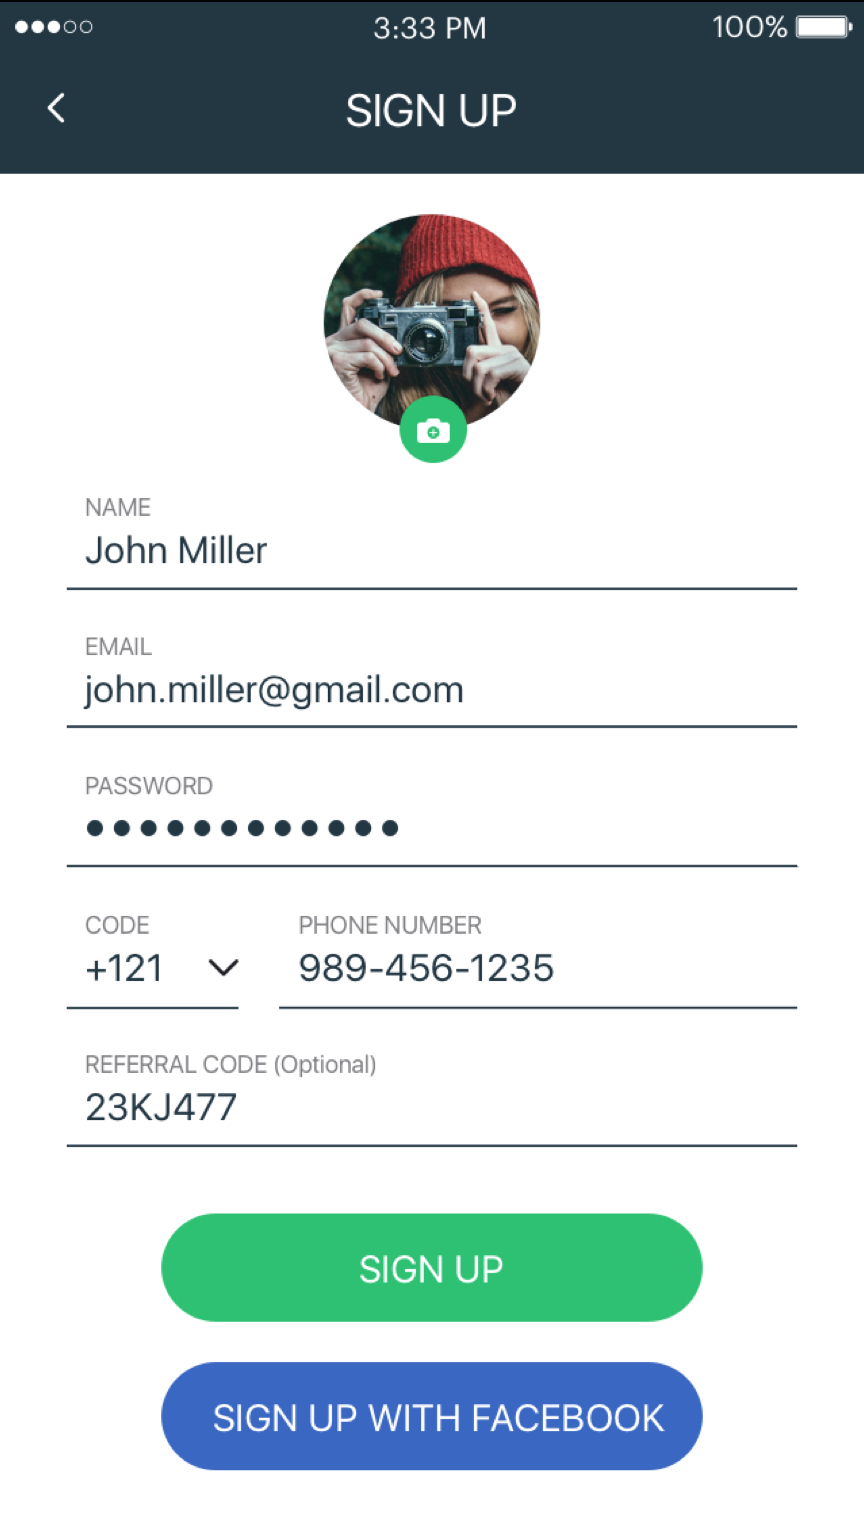 3:33 PM 100%
SIGN UP
NAME
John Miller
EMAIL
john.miller@gmail.com
PASSWORD
●●●●●●●●●●●●
CODE PHONE NUMBER
+121 989-456-1235
REFERRAL CODE (Optional)
23KJ477
SIGN UP
SIGN UP WITH FACEBOOK